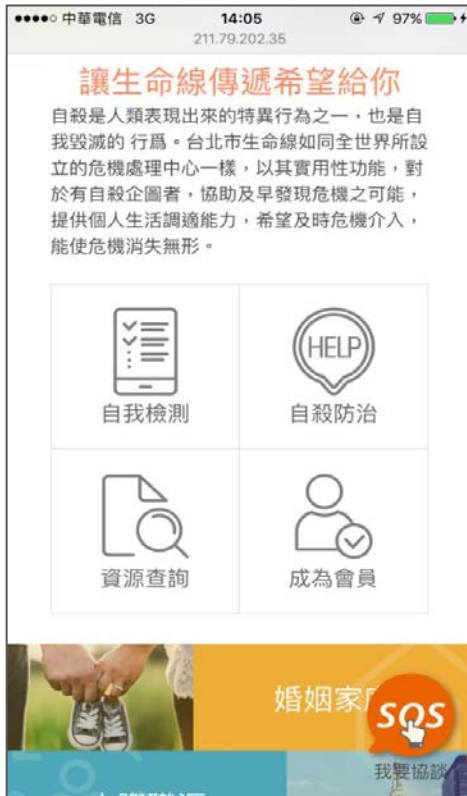 中華電信 3G 14:05 97%
211.79.202.35
讓生命線傳遞希望給你
自殺是人類表現出來的特異行為之一，也是自
我毀滅的 行爲。台北市生命線如同全世界所設
立的危機處理中心一樣，以其實用性功能，對
於有自殺企圖者，協助及早發現危機之可能，
提供個人生活調適能力，希望及時危機介入，
能使危機消失無形。
自我檢測
HELP
自殺防治
資源查詢
成為會員
婚姻家
SOS
我要協談